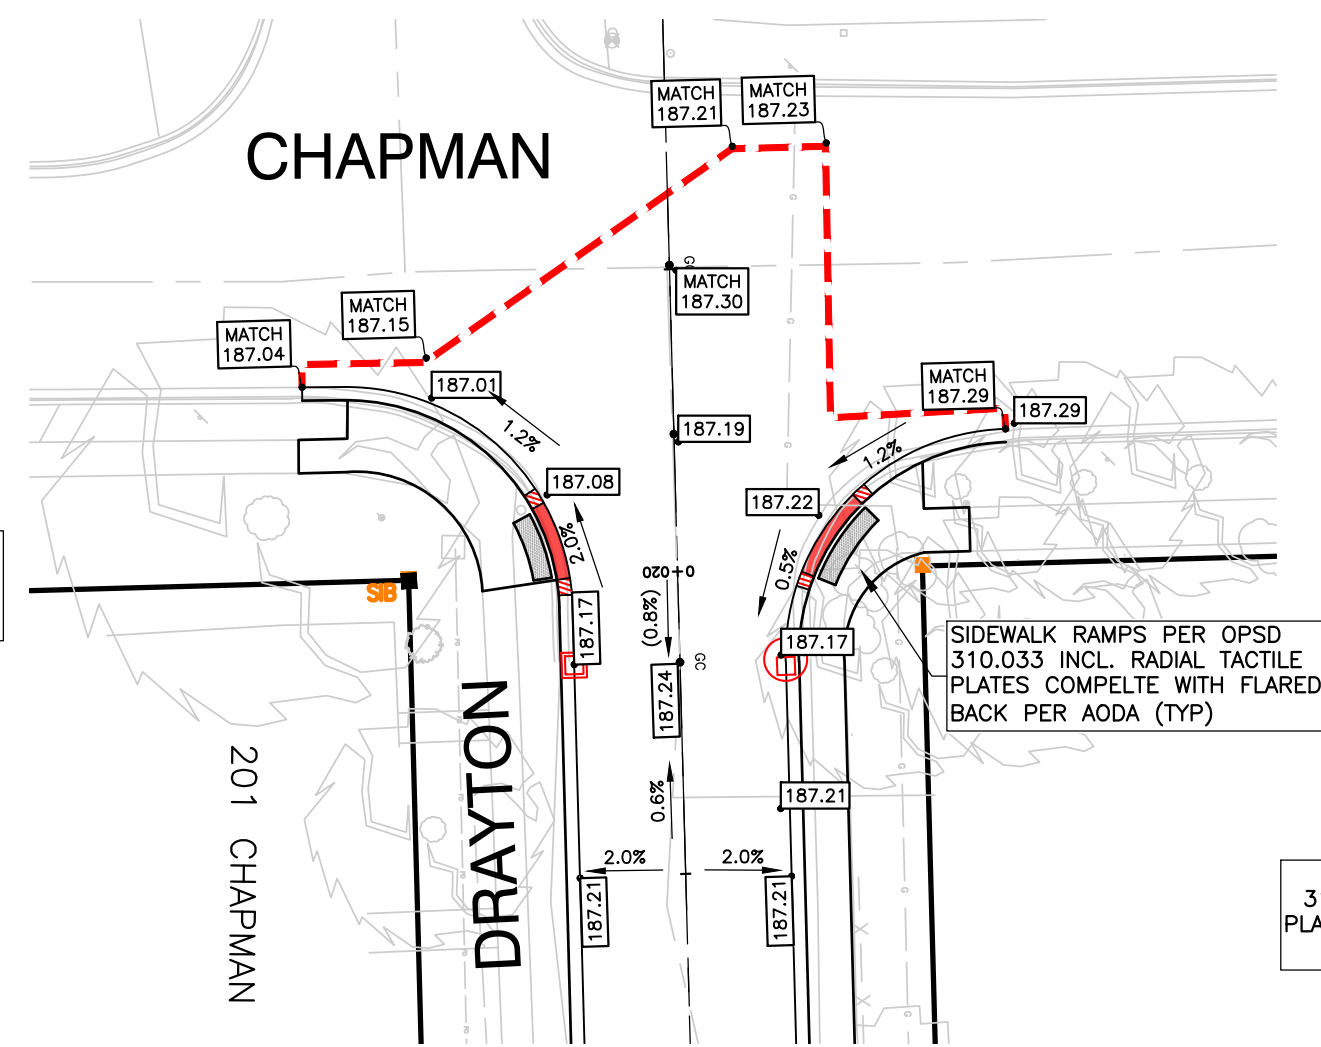 CHAPMAN
MATCH
187.21
MATCH
187.23
G
MATCH
187.30
G
MATCH
187.15
MATCH
187.04
187.01
1.2%
187.19
MATCH
187.29
187.29
1.2%
187.08
187.22
2.0%
0.5%
0+020
(0.8%)
SIB
187.17
187.17
GC
187.24
SIDEWALK RAMPS PER OPSD
310.033 INCL. RADIAL TACTILE
PLATES COMPELTE WITH FLARED
BACK PER AODA (TYP)
DRAYTON
201 CHAPMAN
0.6%
187.21
G
2.0%
2.0%
187.21
187.21
G
G
PLA